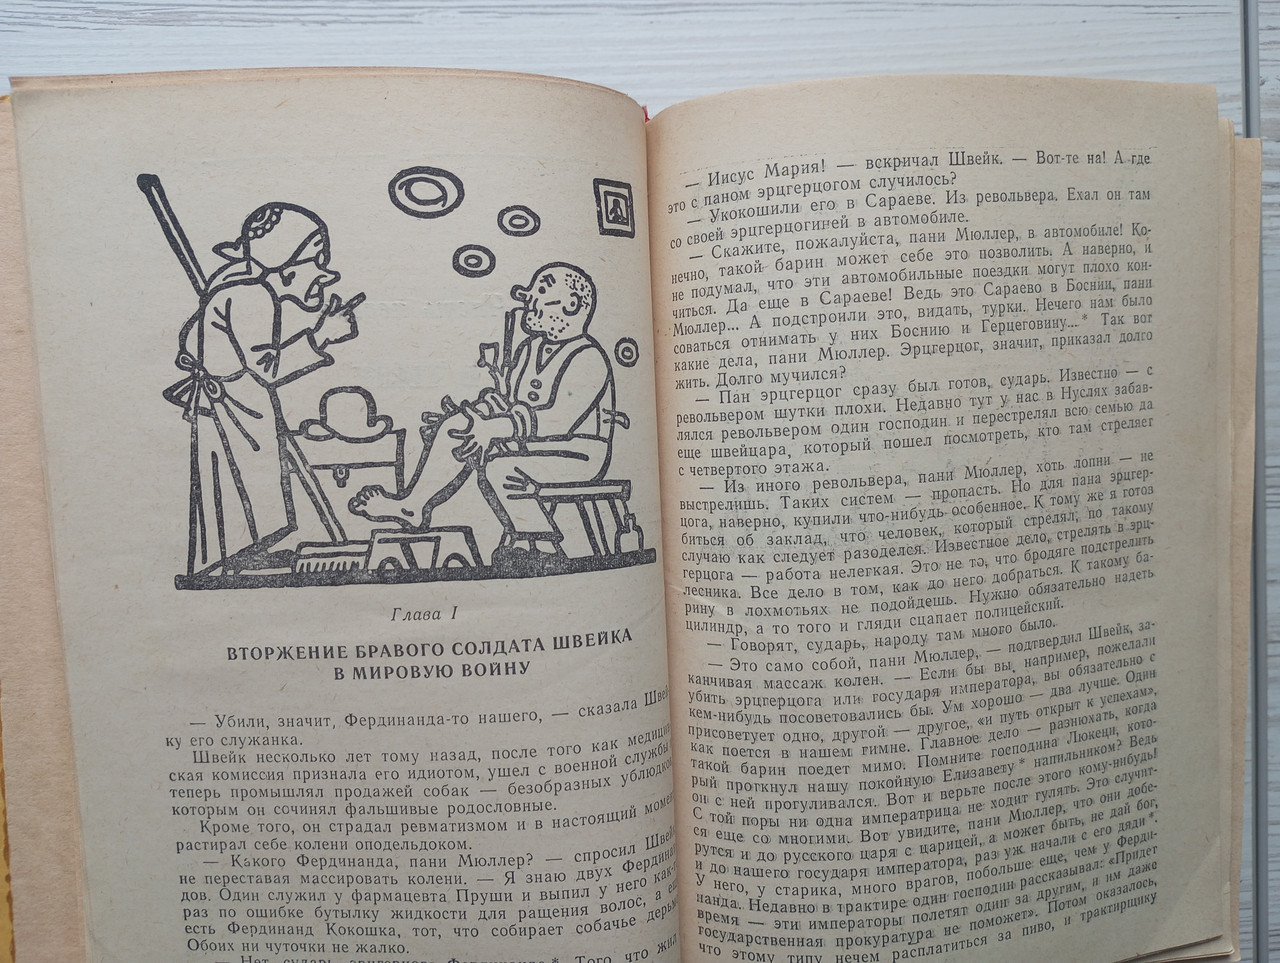 Глава I
ВТОРЖЕНИЕ БРАВОГО СОЛДАТА ШВЕЙКА
В МИРОВУЮ ВОЙНУ
— Убили, значит, Фердинанда-то нашего, — сказала Швей-
ку его служанка.
Швейк несколько лет тому назад, после того как медицин-
ская комиссия признала его идиотом, ушел с военной службы
теперь промышлял продажей собак — безобразных ублюдков,
которым он сочинял фальшивые родословные.
Кроме того, он страдал ревматизмом и в настоящий момент
растирал себе колени оподельдоком.
— Какого Фердинанда, пани Мюллер? — спросил Швейк,
не переставая массировать колени. — Я знаю двух Фердинан-
дов. Один служил у фармацевта Пруши и выпил у него как-то
раз по ошибке бутылку жидкости для ращения волос, а еще
есть Фердинанд Кокошка, тот, что собирает собачье дерьмо.
Обоих ни чуточки не жалко.
— Нет, сударь, эрцгерцога Фердинанда*. Того, что жил
— Иисус Мария! — вскричал Швейк. — Вот-те на! А где
это с паном эрцгерцогом случилось?
— Укокошили его в Сараеве. Из револьвера. Ехал он там
со своей эрцгерцогиней в автомобиле.
— Скажите, пожалуйста, пани Мюллер, в автомобиле! Ко-
нечно, такой барин может себе это позволить. А наверно, и
не подумал, что эти автомобильные поездки могут плохо кон-
читься. Да еще в Сараеве! Ведь это Сараево в Боснии, пани
Мюллер... А подстроили это, видать, турки. Нечего нам было
соваться отнимать у них Боснию и Герцеговину...* Так вот
какие дела, пани Мюллер. Эрцгерцог, значит, приказал долго
жить. Долго мучился?
— Пан эрцгерцог сразу был готов, сударь. Известно — с
револьвером шутки плохи. Недавно тут у нас в Нуслях забав-
лялся револьвером один господин и перестрелял всю семью да
еще швейцара, который пошел посмотреть, кто там стреляет
с четвертого этажа.
— Из иного револьвера, пани Мюллер, хоть лопни — не
выстрелишь. Таких систем — пропасть. Но для пана эрцгер-
цога, наверно, купили что-нибудь особенное. К тому же я готов
биться об заклад, что человек, который стрелял, по такому
случаю как следует разоделся. Известное дело, стрелять в эрц-
герцога — работа нелегкая. Это не то, что бродяге подстрелить
лесника. Все дело в том, как до него добраться. К такому ба-
рину в лохмотьях не подойдешь. Нужно обязательно надеть
цилиндр, а то того и гляди сцапает полицейский.
— Говорят, сударь, народу там много было.
— Это само собой, пани Мюллер, — подтвердил Швейк, за-
канчивая массаж колен. — Если бы вы, например, пожелали
убить эрцгерцога или государя императора, вы обязательно с
кем-нибудь посоветовались бы. Ум хорошо — два лучше. Один
присоветует одно, другой — другое, «и путь открыт к успехам»,
как поется в нашем гимне. Главное дело — разнюхать, когда
такой барин поедет мимо. Помните господина Люкени, кото-
рый проткнул нашу покойную Елизавету* напильником? Ведь
он с ней прогуливался. Вот и верьте после этого кому-нибудь!
С той поры ни одна императрица не ходит гулять. Это случит-
ся еще со многими. Вот увидите, пани Мюллер, что они добе-
рутся и до русского царя с царицей, а может быть, не дай бог,
и до нашего государя императора, раз уж начали с его дяди*.
У него, у старика, много врагов, побольше еще, чем у Ферди-
нанда. Недавно в трактире один господин рассказывал: «Придет
время — эти императоры полетят один за другим, и им даже
государственная прокуратура не поможет». Потом оказалось,
что этому типу нечем расплатиться за пиво, и трактирщику